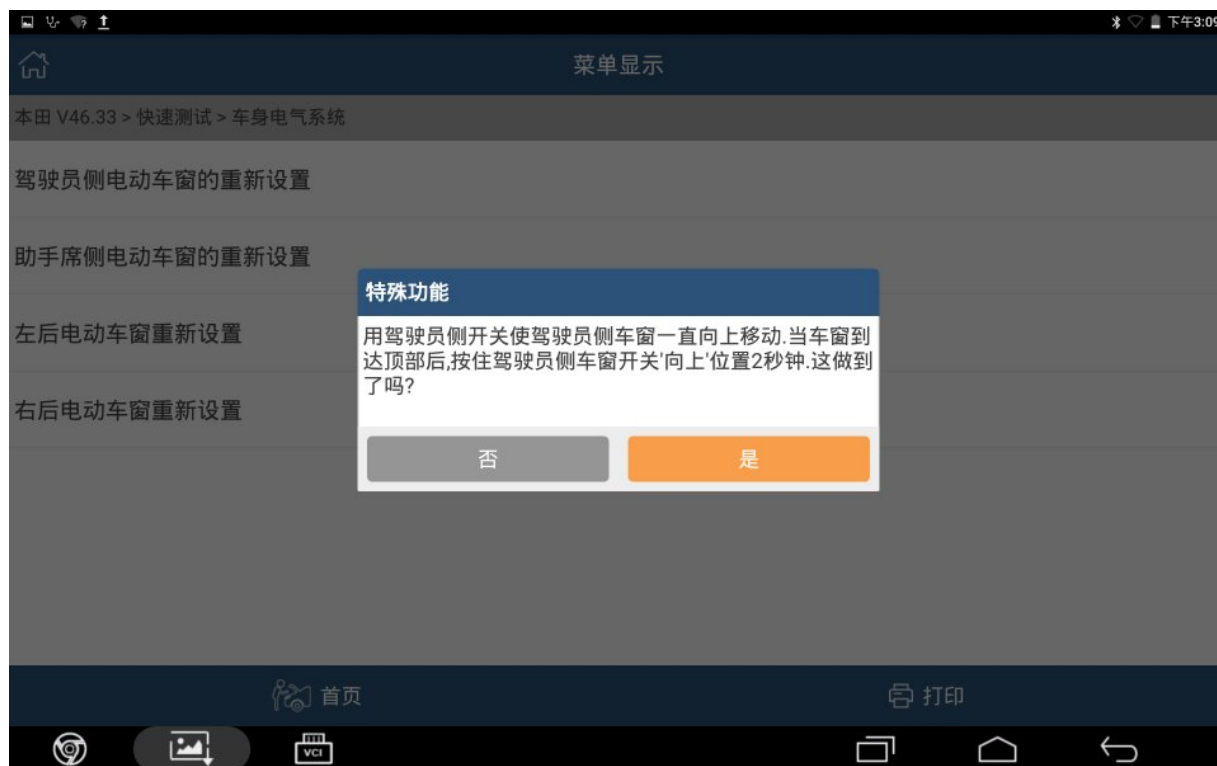 下午3:09
菜单显示
本田 V46.33 > 快速测试 > 车身电气系统
驾驶员侧电动车窗的重新设置
助手席侧电动车窗的重新设置
左后电动车窗重新设置
右后电动车窗重新设置
特殊功能
用驾驶员侧开关使驾驶员侧车窗一直向上移动.当车窗到
达顶部后,按住驾驶员侧车窗开关'向上'位置2秒钟.这做到
了吗?
否
是
首页
打印
VCI